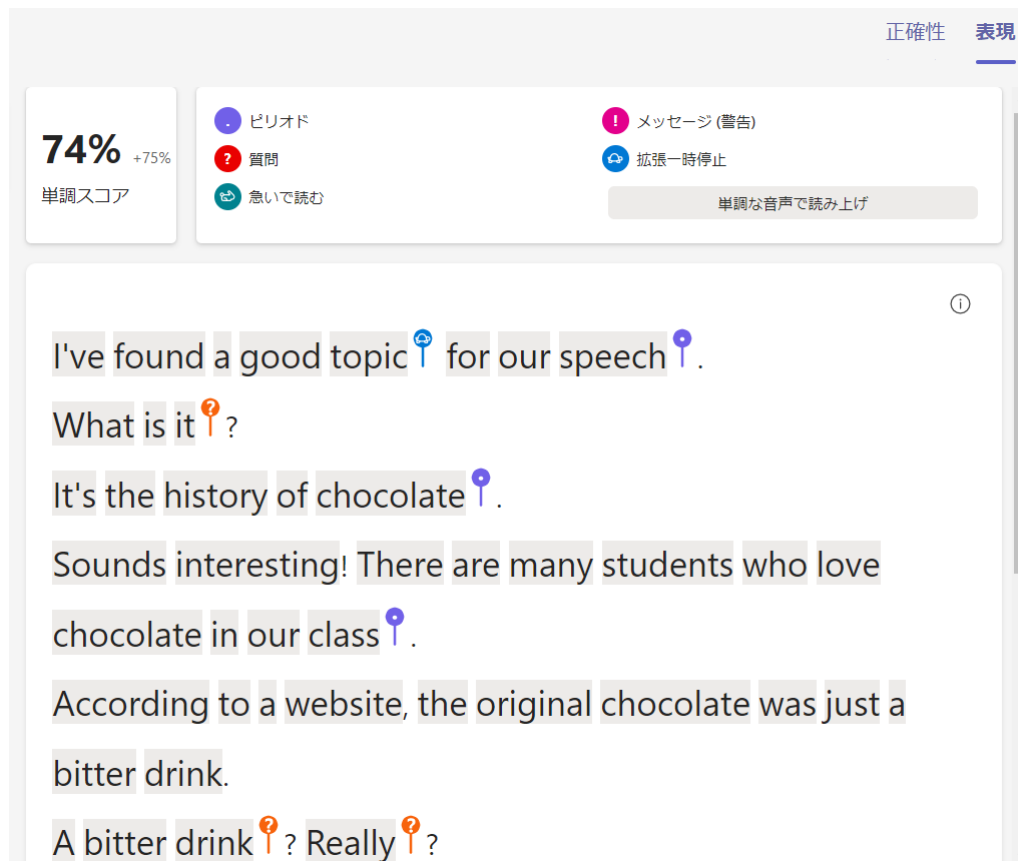 正確性 表現
74% +75%
単調スコア
. ピリオド
! メッセージ (警告)
? 質問
拡張一時停止
急いで読む
単調な音声で読み上げ
I've found a good topic for our speech.
What is it??
It's the history of chocolate.
Sounds interesting! There are many students who love
chocolate in our class.
According to a website, the original chocolate was just a
bitter drink.
A bitter drink?? Really??